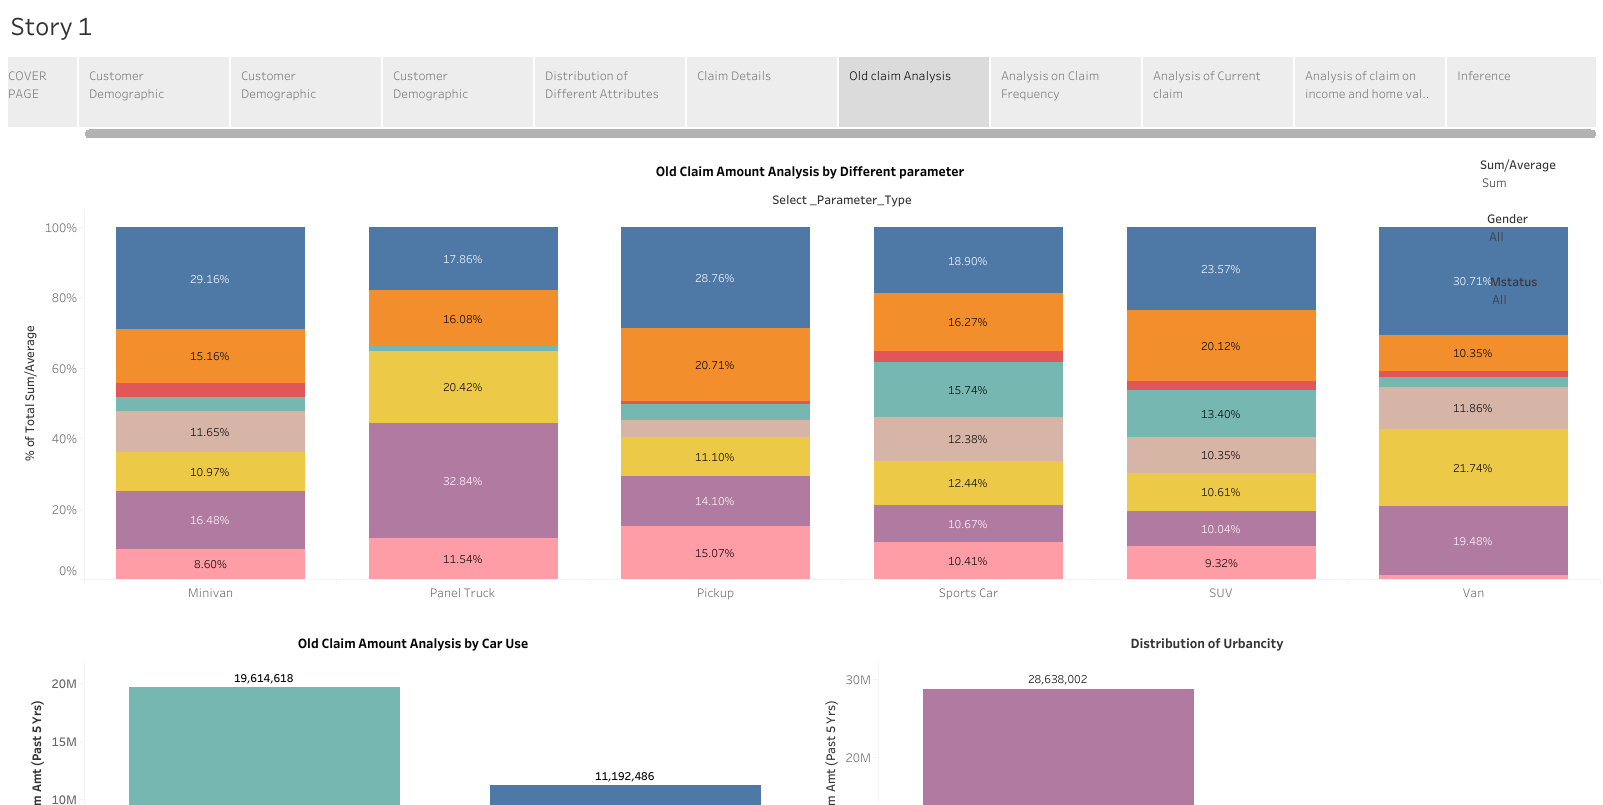 Story 1
COVER
PAGE
Customer
Demographic
Customer
Demographic
Customer
Demographic
Distribution of
Different Attributes
Claim Details
Old claim Analysis
Analysis on Claim
Frequency
Analysis of Current
claim
Analysis of claim on
income and home val..
Inference
Old Claim Amount Analysis by Different parameter
Select _Parameter_Type
Sum/Average
Sum
Gender
All
Mstatus
All
% of Total Sum/Average
100%
80%
60%
40%
20%
0%
29.16%
15.16%
11.65%
10.97%
16.48%
8.60%
17.86%
16.08%
20.42%
32.84%
11.54%
28.76%
20.71%
11.10%
14.10%
15.07%
18.90%
16.27%
15.74%
12.38%
12.44%
10.67%
10.41%
23.57%
20.12%
13.40%
10.35%
10.61%
10.04%
9.32%
30.71%
10.35%
11.86%
21.74%
19.48%
Minivan
Panel Truck
Pickup
Sports Car
SUV
Van
Old Claim Amount Analysis by Car Use
m Amt (Past 5 Yrs)
20M
15M
10M
19,614,618
11,192,486
Distribution of Urbancity
m Amt (Past 5 Yrs)
30M
20M
28,638,002